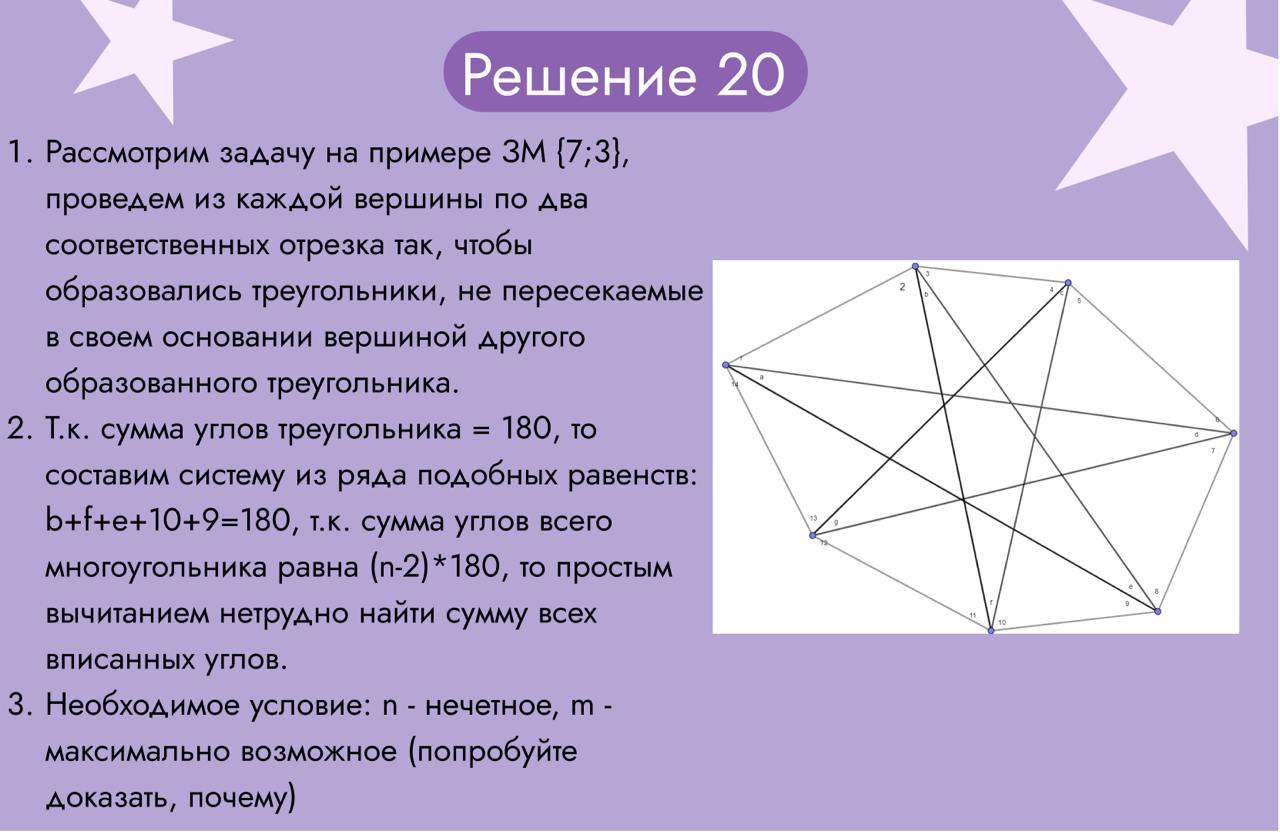 Решение 20
1. Рассмотрим задачу на примере ЗМ {7;3},
проведем из каждой вершины по два
соответственных отрезка так, чтобы
образовались треугольники, не пересекаемые
в своем основании вершиной другого
образованного треугольника.
2. Т.к. сумма углов треугольника = 180, то
составим систему из ряда подобных равенств:
b+f+e+10+9=180, т.к. сумма углов всего
многоугольника равна (n-2)*180, то простым
вычитанием нетрудно найти сумму всех
вписанных углов.
3. Необходимое условие: n - нечетное, m -
максимально возможное (попробуйте
доказать, почему)
3
2
b
4
c
5
1
a
14
6
d
7
13
g
12
e
8
9
f
11
10